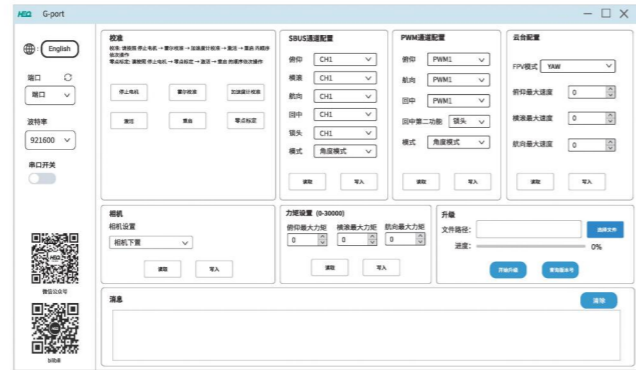 HSQ G-port
English
端口
端口
波特率
921600
串口开关
微信公众号
校准
停止电机
霍尔校准
加速度计校准
激活
重启
零点标定
SBUS通道配置
俯仰 CH1
横滚 CH1
航向 CH1
回中 CH1
镜头 CH1
模式 角度模式
读取 写入
PWM通道配置
俯仰 PWM1
航向 PWM1
回中 PWM1
回中第二功能 镜头
模式 角度模式
读取 写入
云台配置
FPV模式 YAW
俯仰最大速度 0
横滚最大速度 0
航向最大速度 0
读取 写入
相机
相机设置
相机下置
读取 写入
力矩设置 (0-30000)
俯仰最大力矩 横滚最大力矩 航向最大力矩
0 0 0
读取 写入
升级
文件路径: 选择文件
进度: 0%
开始升级 查询版本号
消息 清除